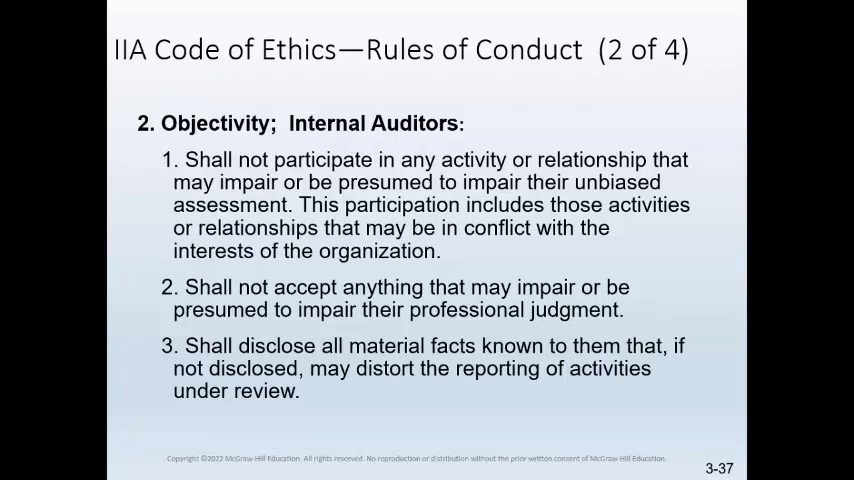 IIA Code of Ethics—Rules of Conduct (2 of 4)
2. Objectivity; Internal Auditors:
1. Shall not participate in any activity or relationship that
may impair or be presumed to impair their unbiased
assessment. This participation includes those activities
or relationships that may be in conflict with the
interests of the organization.
2. Shall not accept anything that may impair or be
presumed to impair their professional judgment.
3. Shall disclose all material facts known to them that, if
not disclosed, may distort the reporting of activities
under review.
Copyright ©2022 McGraw-Hill Education. All rights reserved. No reproduction or distribution without the prior written consent of McGraw-Hill Education.
3-37